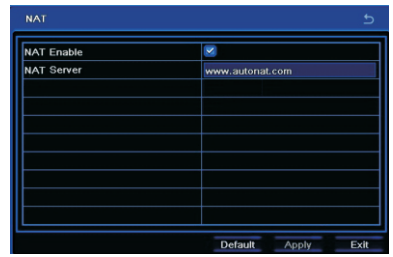 NAT
NAT Enable
NAT Server www.autonat.com
Default Apply Exit